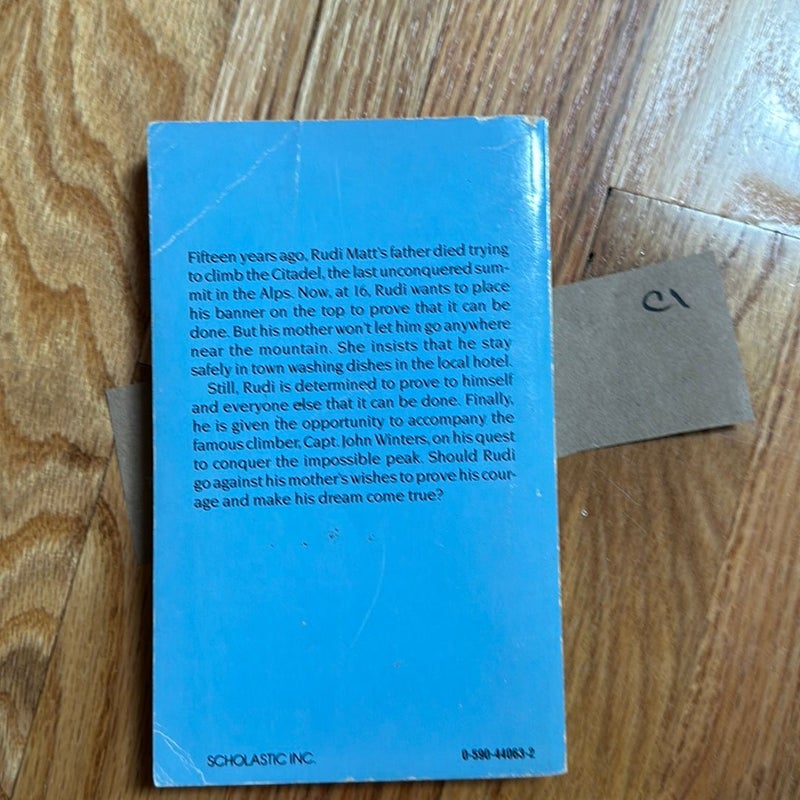 Fifteen years ago, Rudi Matt's father died trying
to climb the Citadel, the last unconquered sum-
mit in the Alps. Now, at 16, Rudi wants to place
his banner on the top to prove that it can be
done. But his mother won't let him go anywhere
near the mountain. She insists that he stay
safely in town washing dishes in the local hotel.
Still, Rudi is determined to prove to himself
and everyone else that it can be done. Finally,
he is given the opportunity to accompany the
famous climber, Capt. John Winters, on his quest
to conquer the impossible peak. Should Rudi
go against his mother's wishes to prove his cour-
age and make his dream come true?
SCHOLASTIC INC.
0-590-44063-2